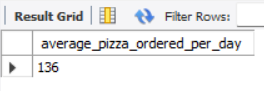 Result Grid Filter Rows:
average_pizza_ordered_per_day
136